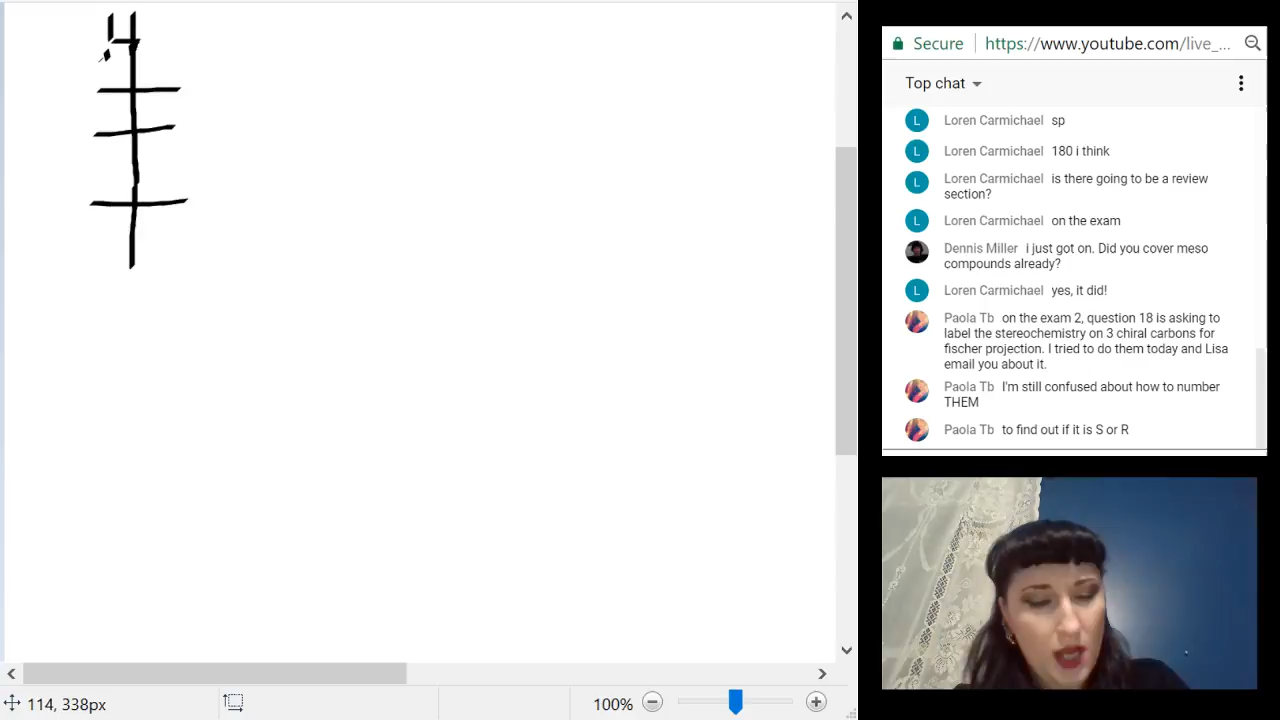 Secure https://www.youtube.com/live_...
Top chat
L Loren Carmichael sp
L Loren Carmichael 180 i think
L Loren Carmichael is there going to be a review
section?
L Loren Carmichael on the exam
Dennis Miller i just got on. Did you cover meso
compounds already?
L Loren Carmichael yes, it did!
Paola Tb on the exam 2, question 18 is asking to
label the stereochemistry on 3 chiral carbons for
fischer projection. I tried to do them today and Lisa
email you about it.
Paola Tb I'm still confused about how to number
THEM
Paola Tb to find out if it is S or R
114, 338px
100%